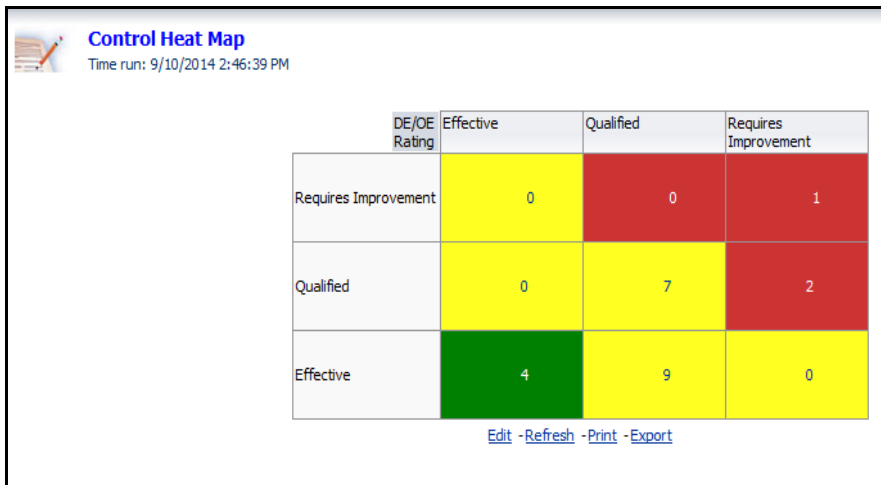 Control Heat Map
Time run: 9/10/2014 2:46:39 PM
DE/OE Rating Effective Qualified Requires Improvement
Requires Improvement 0 0 1
Qualified 0 7 2
Effective 4 9 0
Edit -Refresh -Print -Export